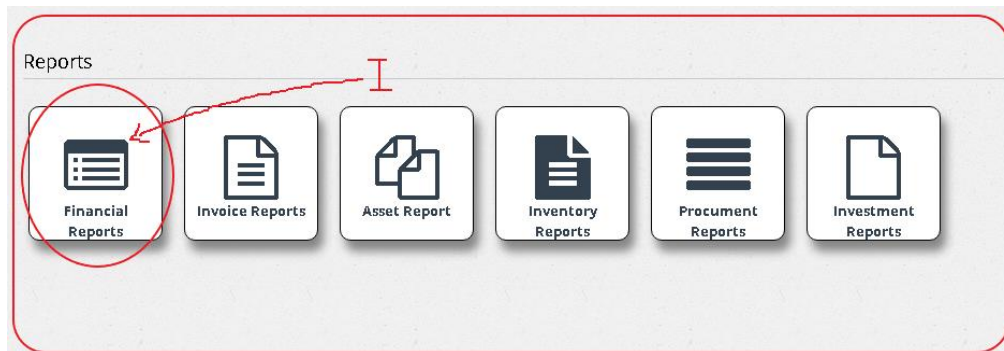 Reports
I
Financial
Reports
Invoice Reports
Asset Report
Inventory
Reports
Procument
Reports
Investment
Reports